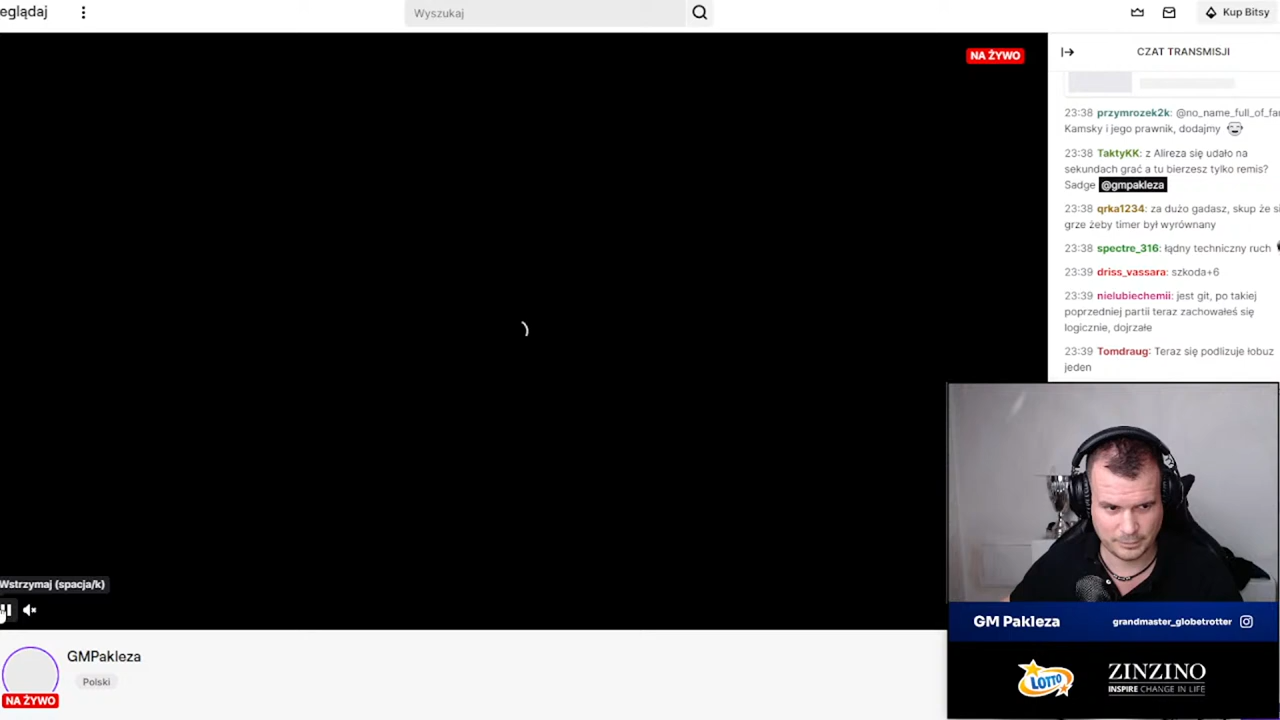 eglądaj
Wyszukaj
Kup Bitsy
NA ŻYWO
CZAT TRANSMISJI
23:38 przymrozek2k: @no_name_full_of_fa
Kamsky i jego prawnik, dodajmy
23:38 TaktyKK: z Alireza się udało na
sekundach grać a tu bierzesz tylko remis?
Sadge @gmpakleza
23:38 qrka1234: za dużo gadasz, skup że si
grze żeby timer był wyrównany
23:38 spectre_316: łądny techniczny ruch
23:39 driss_vassara: szkoda+6
23:39 nielubiechemii: jest git, po takiej
poprzedniej partii teraz zachowałeś się
logicznie, dojrzałe
23:39 Tomdraug: Teraz się podlizuje łobuz
jeden
Wstrzymaj (spacja/k)
GMPakleza
Polski
NA ŻYWO
GM Pakleza
grandmaster_globetrotter
LOTTO
ZINZINO
INSPIRE CHANGE IN LIFE